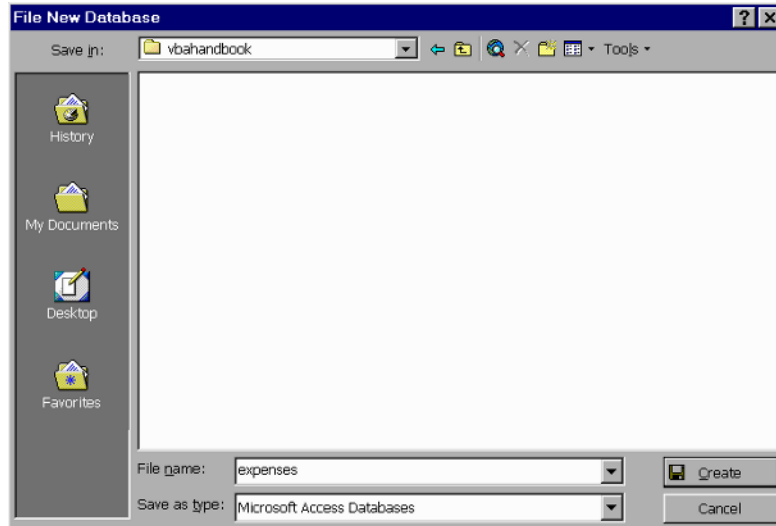 File New Database
Save in: vbahandbook Tools
History
My Documents
Desktop
Favorites
File name: expenses Create
Save as type: Microsoft Access Databases Cancel